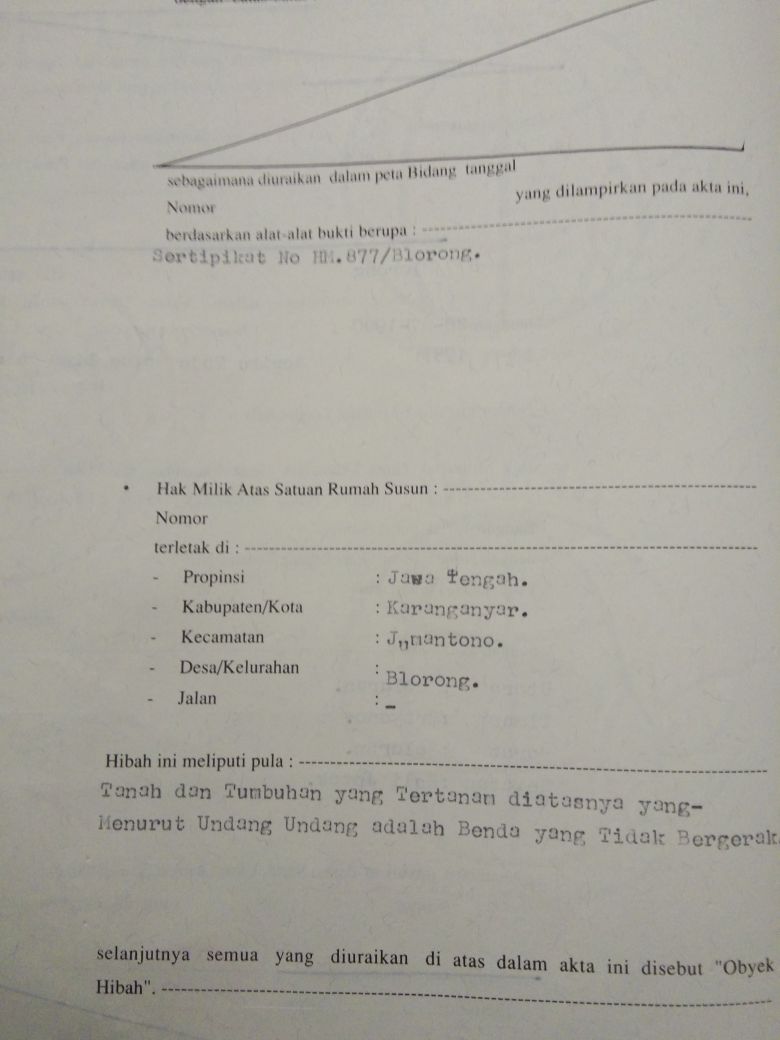 sebagaimana diuraikan dalam peta Bidang tanggal
Nomor yang dilampirkan pada akta ini,
berdasarkan alat-alat bukti berupa : ------------------------
Sertipikat No HM.877/Blorong.
• Hak Milik Atas Satuan Rumah Susun : ------------------------
Nomor
terletak di : ------------------------
- Propinsi : Jawa Tengah.
- Kabupaten/Kota : Karanganyar.
- Kecamatan : Jumantono.
- Desa/Kelurahan : Blorong.
- Jalan : -
Hibah ini meliputi pula : ------------------------
Tanah dan Tumbuhan yang Tertanam diatasnya yang-
Menurut Undang Undang adalah Benda yang Tidak Bergerak.
selanjutnya semua yang diuraikan di atas dalam akta ini disebut "Obyek
Hibah". ------------------------